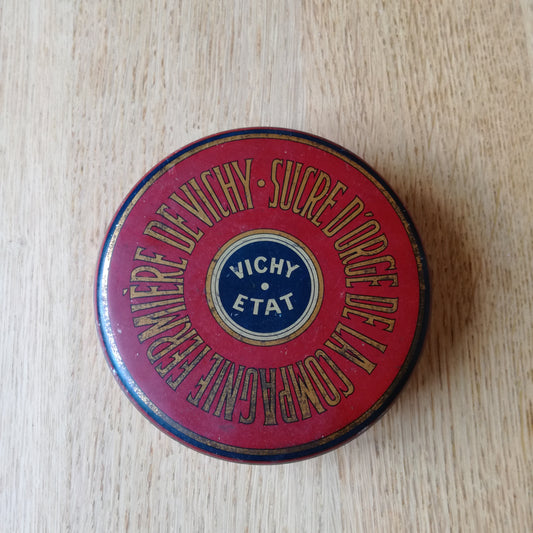 SUCRE D'ORGE DE LA COMPAGNIE FERMIÈRE DE VICHY ·
VICHY
•
ETAT